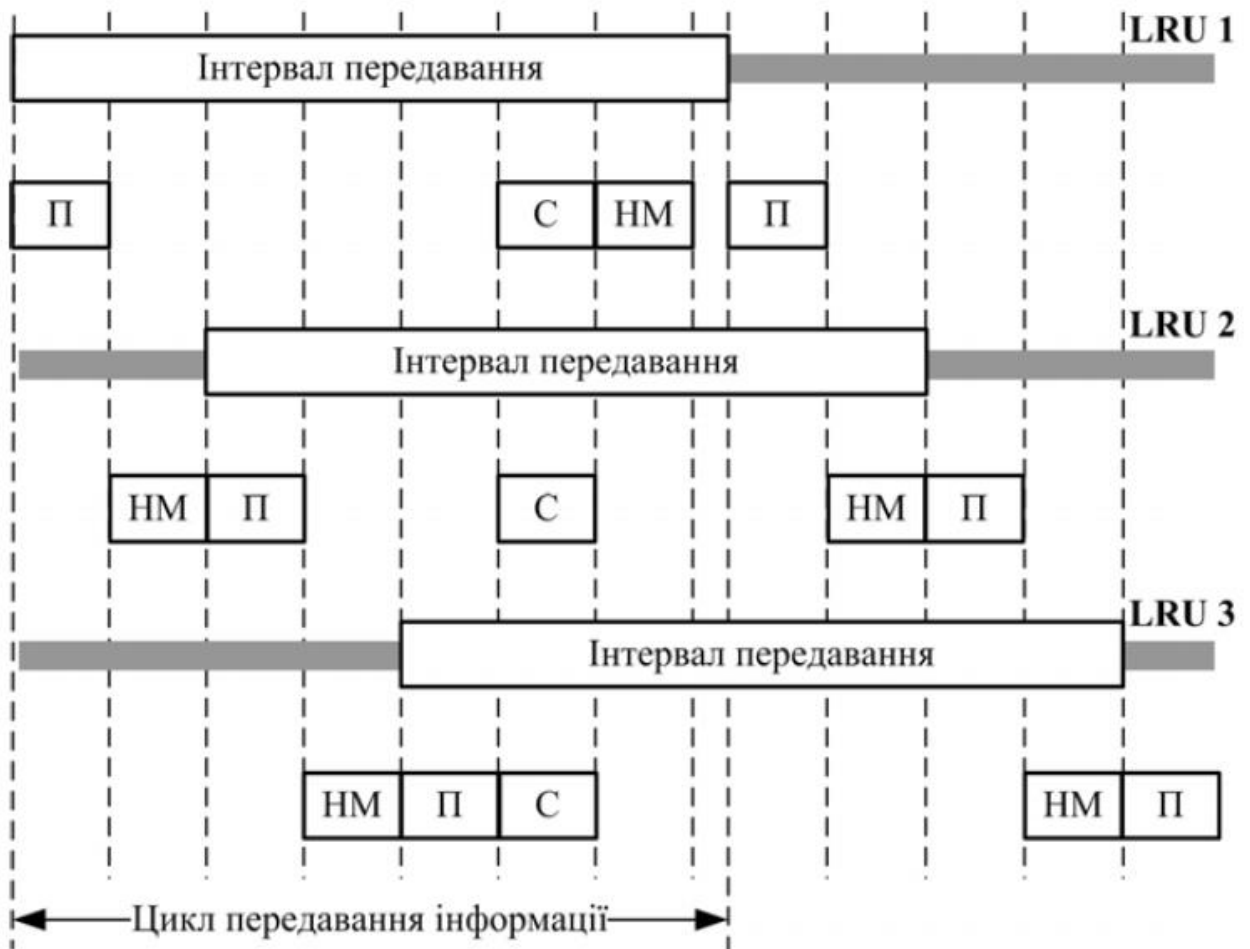 LRU 1
Інтервал передавання
П С НМ П
LRU 2
Інтервал передавання
НМ П С НМ П
LRU 3
Інтервал передавання
НМ П С НМ П
Цикл передавання інформації